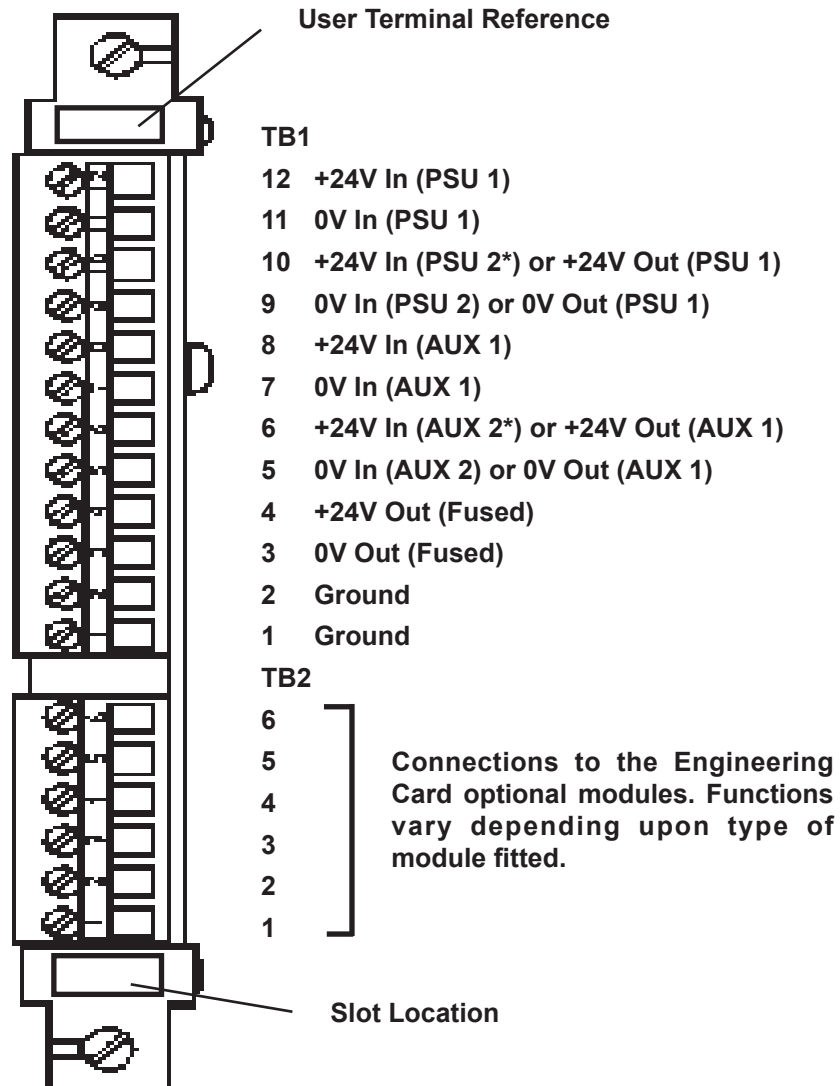 User Terminal Reference
TB1
12 +24V In (PSU 1)
11 0V In (PSU 1)
10 +24V In (PSU 2*) or +24V Out (PSU 1)
9 0V In (PSU 2) or 0V Out (PSU 1)
8 +24V In (AUX 1)
7 0V In (AUX 1)
6 +24V In (AUX 2*) or +24V Out (AUX 1)
5 0V In (AUX 2) or 0V Out (AUX 1)
4 +24V Out (Fused)
3 0V Out (Fused)
2 Ground
1 Ground
TB2
6
5
4
3
2
1
Connections to the Engineering
Card optional modules. Functions
vary depending upon type of
module fitted.
Slot Location